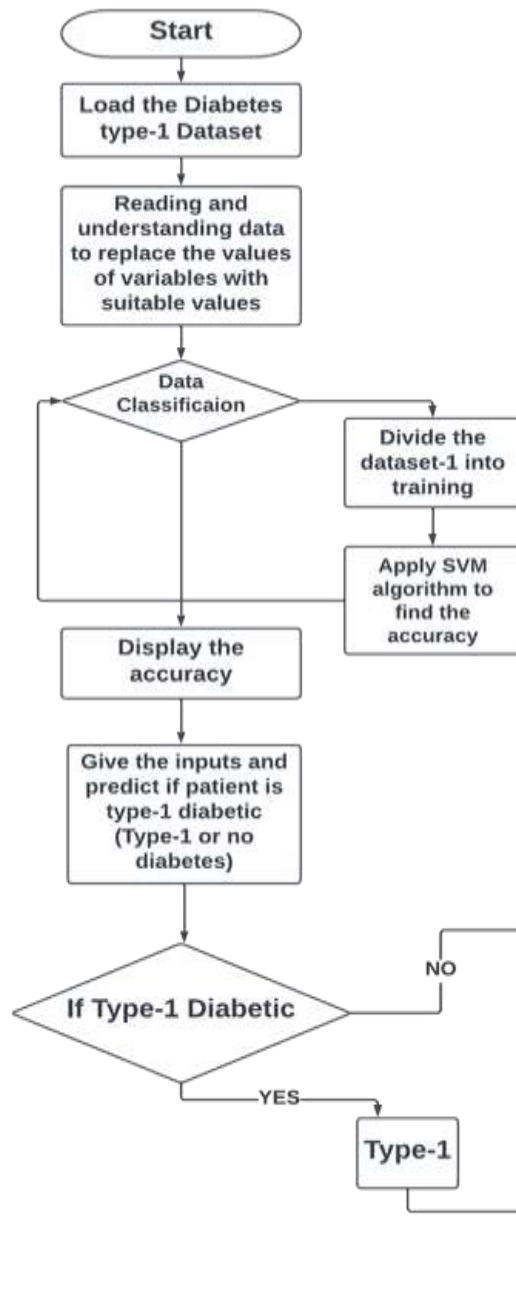 Start
Load the Diabetes
type-1 Dataset
Reading and
understanding data
to replace the values
of variables with
suitable values
Data
Classificaion
Divide the
dataset-1 into
training
Apply SVM
algorithm to
find the
accuracy
Display the
accuracy
Give the inputs and
predict if patient is
type-1 diabetic
(Type-1 or no
diabetes)
If Type-1 Diabetic
NO
YES
Type-1